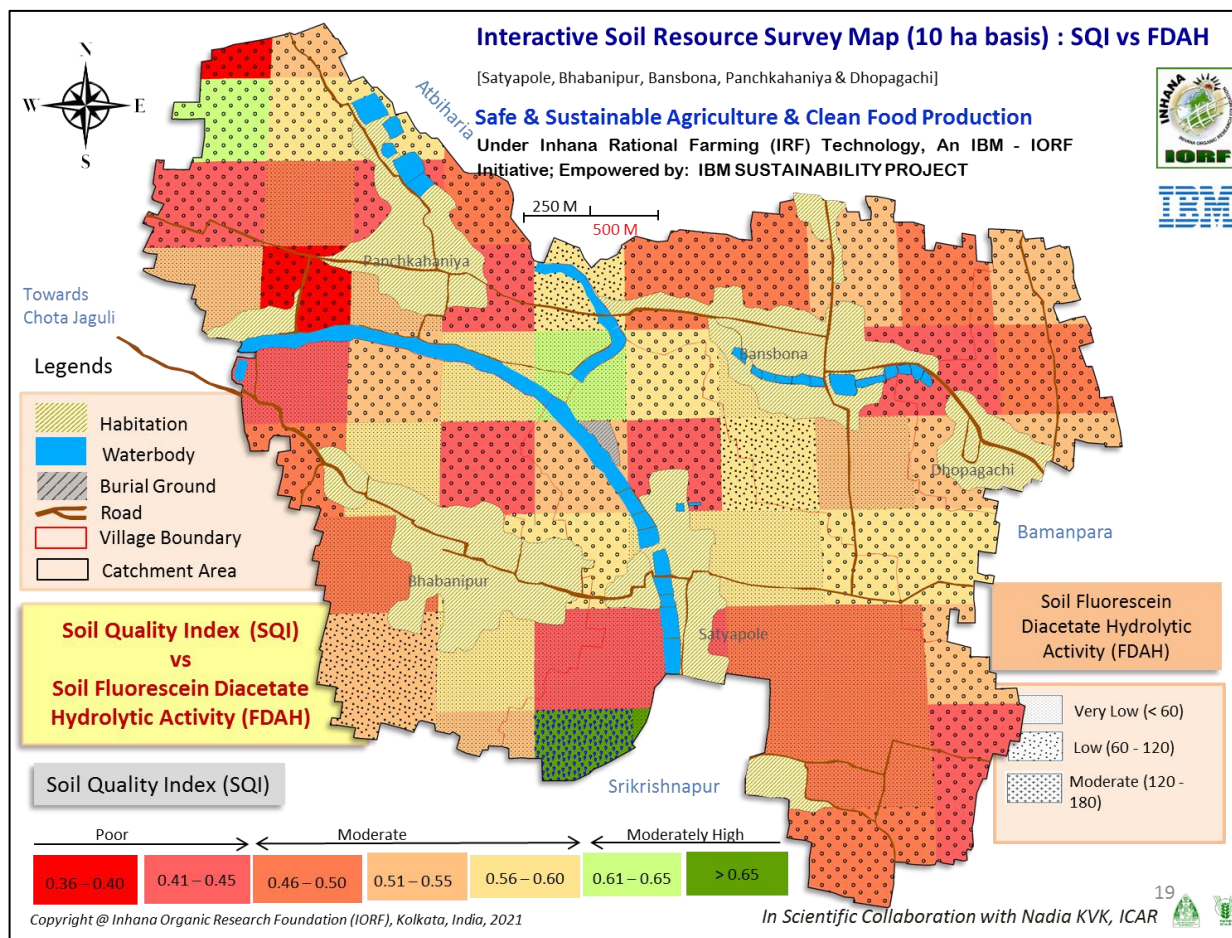 Interactive Soil Resource Survey Map (10 ha basis) : SQI vs FDAH
[Satyapole, Bhabanipur, Bansbona, Panchkahaniya & Dhopagachi]
Safe & Sustainable Agriculture & Clean Food Production
Under Inhana Rational Farming (IRF) Technology, An IBM - IORF
Initiative; Empowered by: IBM SUSTAINABILITY PROJECT
N
W
E
S
INHANA
IORF
IBM
Atbiharia
250 M
500 M
Panchkahaniya
Towards
Chota Jaguli
Bansbona
Dhopagachi
Bamanpara
Bhabanipur
Satyapole
Srikrishnapur
Legends
Habitation
Waterbody
Burial Ground
Road
Village Boundary
Catchment Area
Soil Quality Index (SQI)
vs
Soil Fluorescein Diacetate
Hydrolytic Activity (FDAH)
Soil Fluorescein
Diacetate Hydrolytic
Activity (FDAH)
Very Low (< 60)
Low (60 - 120)
Moderate (120 -
180)
Soil Quality Index (SQI)
Poor
Moderate
Moderately High
0.36 – 0.40
0.41 – 0.45
0.46 – 0.50
0.51 – 0.55
0.56 – 0.60
0.61 – 0.65
> 0.65
19
Copyright @ Inhana Organic Research Foundation (IORF), Kolkata, India, 2021
In Scientific Collaboration with Nadia KVK, ICAR